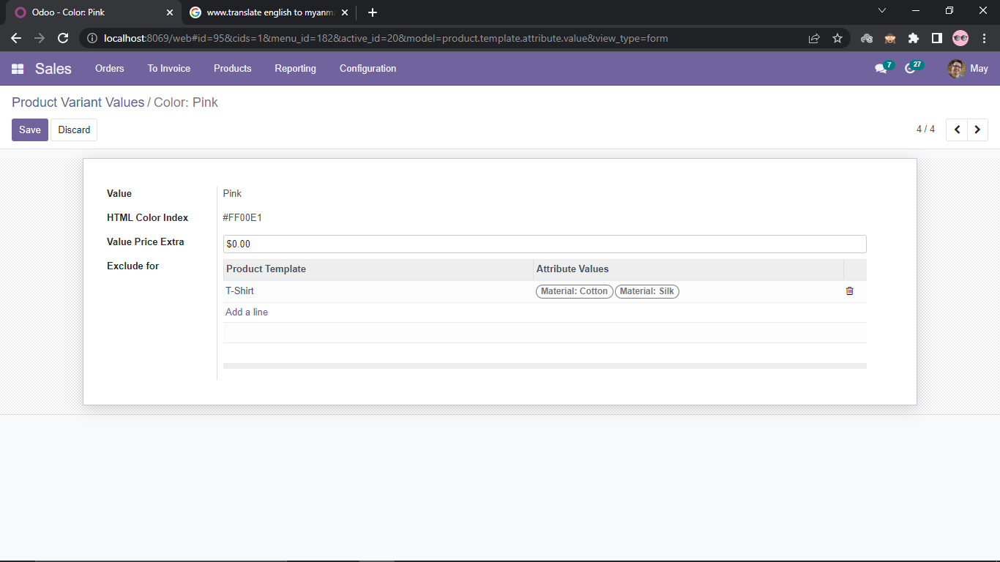 Odoo - Color: Pink
www.translate english to myanma
localhost:8069/web#id=95&cids=1&menu_id=182&active_id=20&model=product.template.attribute.value&view_type=form
Sales Orders To Invoice Products Reporting Configuration 7 27 May
Product Variant Values / Color: Pink
Save Discard 4 / 4
Value Pink
HTML Color Index #FF00E1
Value Price Extra $0.00
Exclude for Product Template Attribute Values
T-Shirt Material: Cotton Material: Silk
Add a line